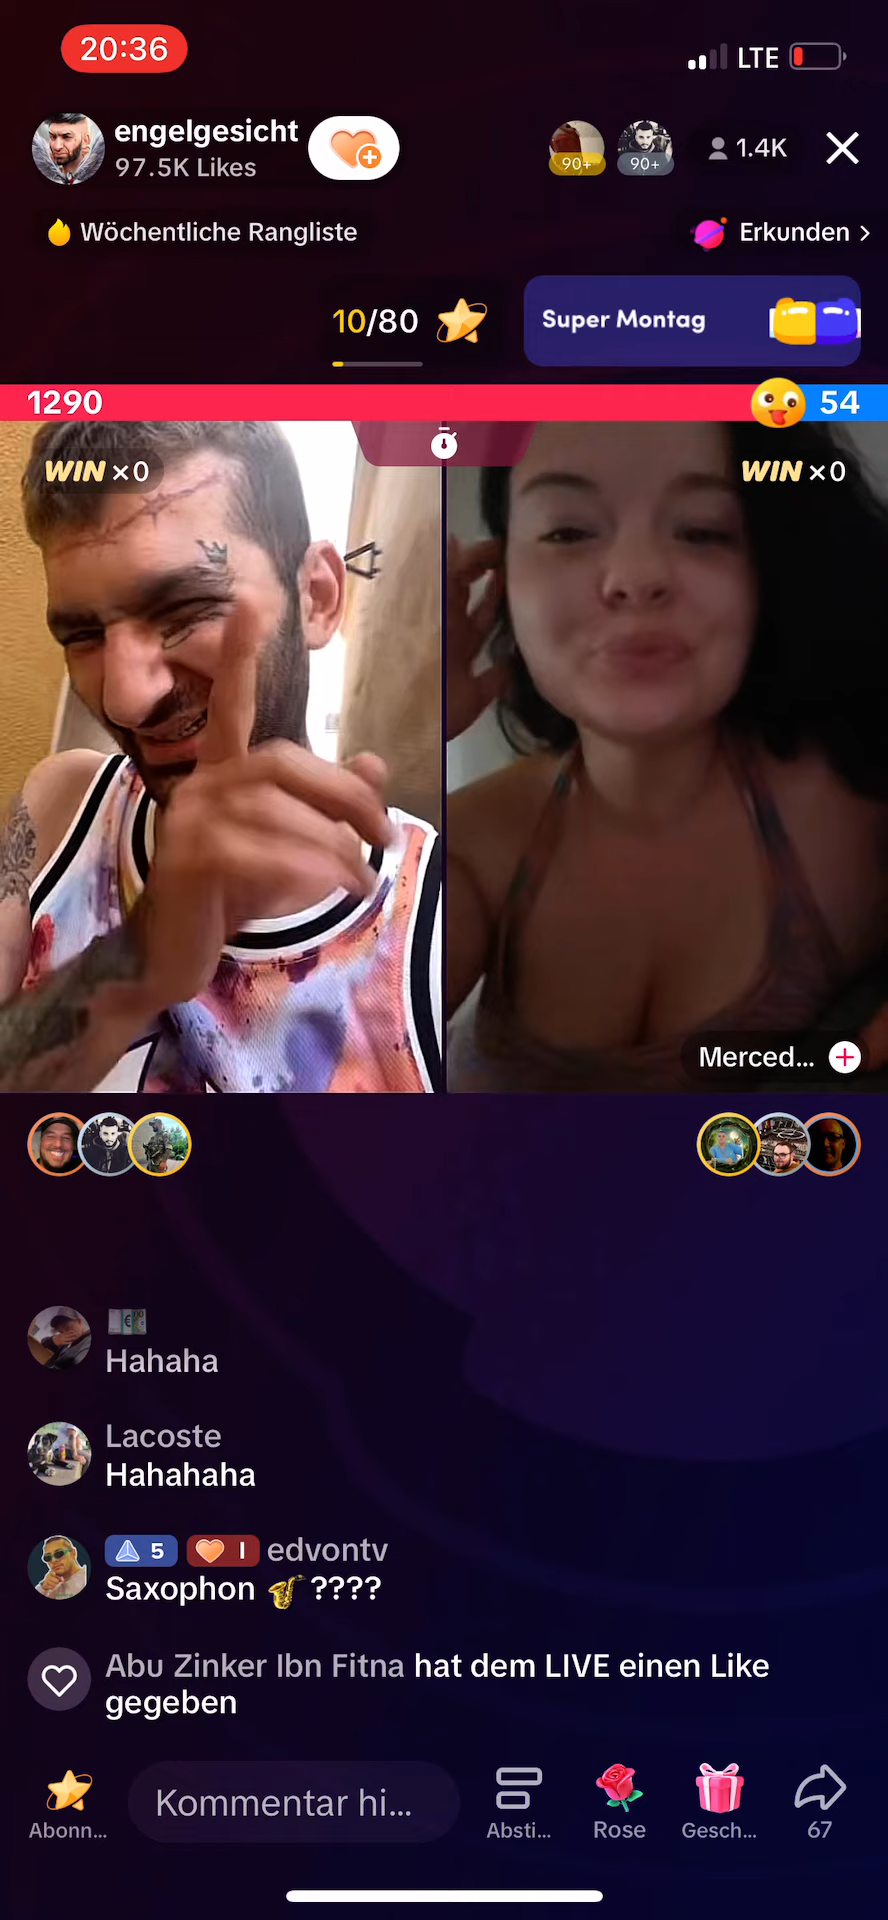 20:36
LTE
engelgesicht
97.5K Likes
90+
90+
1.4K
Wöchentliche Rangliste
Erkunden >
10/80
Super Montag
1290
54
WIN ×0
WIN ×0
Merced...
Hahaha
Lacoste
Hahahaha
5
I
edvontv
Saxophon 🎷????
Abu Zinker Ibn Fitna hat dem LIVE einen Like
gegeben
Kommentar hi...
Abonn...
Absti...
Rose
Gesch...
67